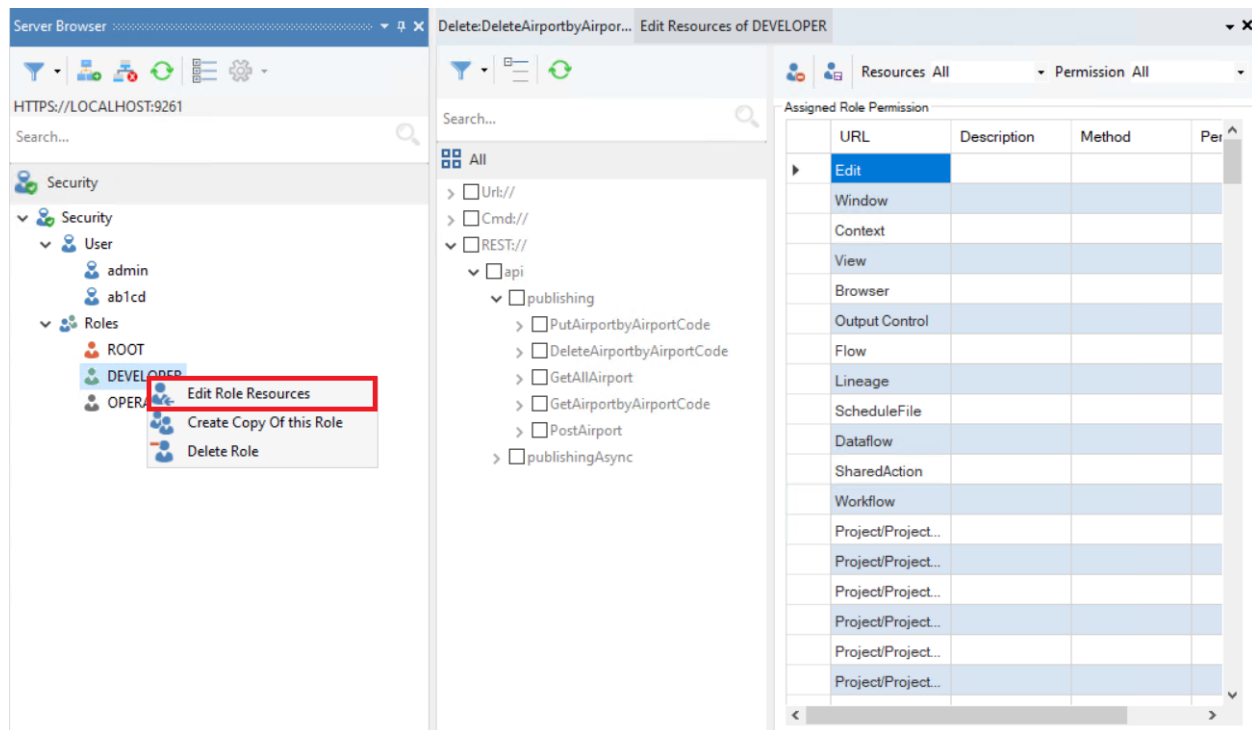 Server Browser
HTTPS://LOCALHOST:9261
Search...
Security
Security
User
admin
ab1cd
Roles
ROOT
DEVELOPER
OPERA
Edit Role Resources
Create Copy Of this Role
Delete Role
Delete:DeleteAirportbyAirpor... Edit Resources of DEVELOPER
Search...
All
Url://
Cmd://
REST://
api
publishing
PutAirportbyAirportCode
DeleteAirportbyAirportCode
GetAllAirport
GetAirportbyAirportCode
PostAirport
publishingAsync
Resources All Permission All
Assigned Role Permission
URL Description Method Per
Edit
Window
Context
View
Browser
Output Control
Flow
Lineage
ScheduleFile
Dataflow
SharedAction
Workflow
Project/Project...
Project/Project...
Project/Project...
Project/Project...
Project/Project...
Project/Project...